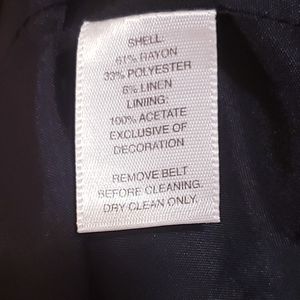 SHELL
61% RAYON
33% POLYESTER
6% LINEN
LINIING:
100% ACETATE
EXCLUSIVE OF
DECORATION
REMOVE BELT
BEFORE CLEANING.
DRY CLEAN ONLY.